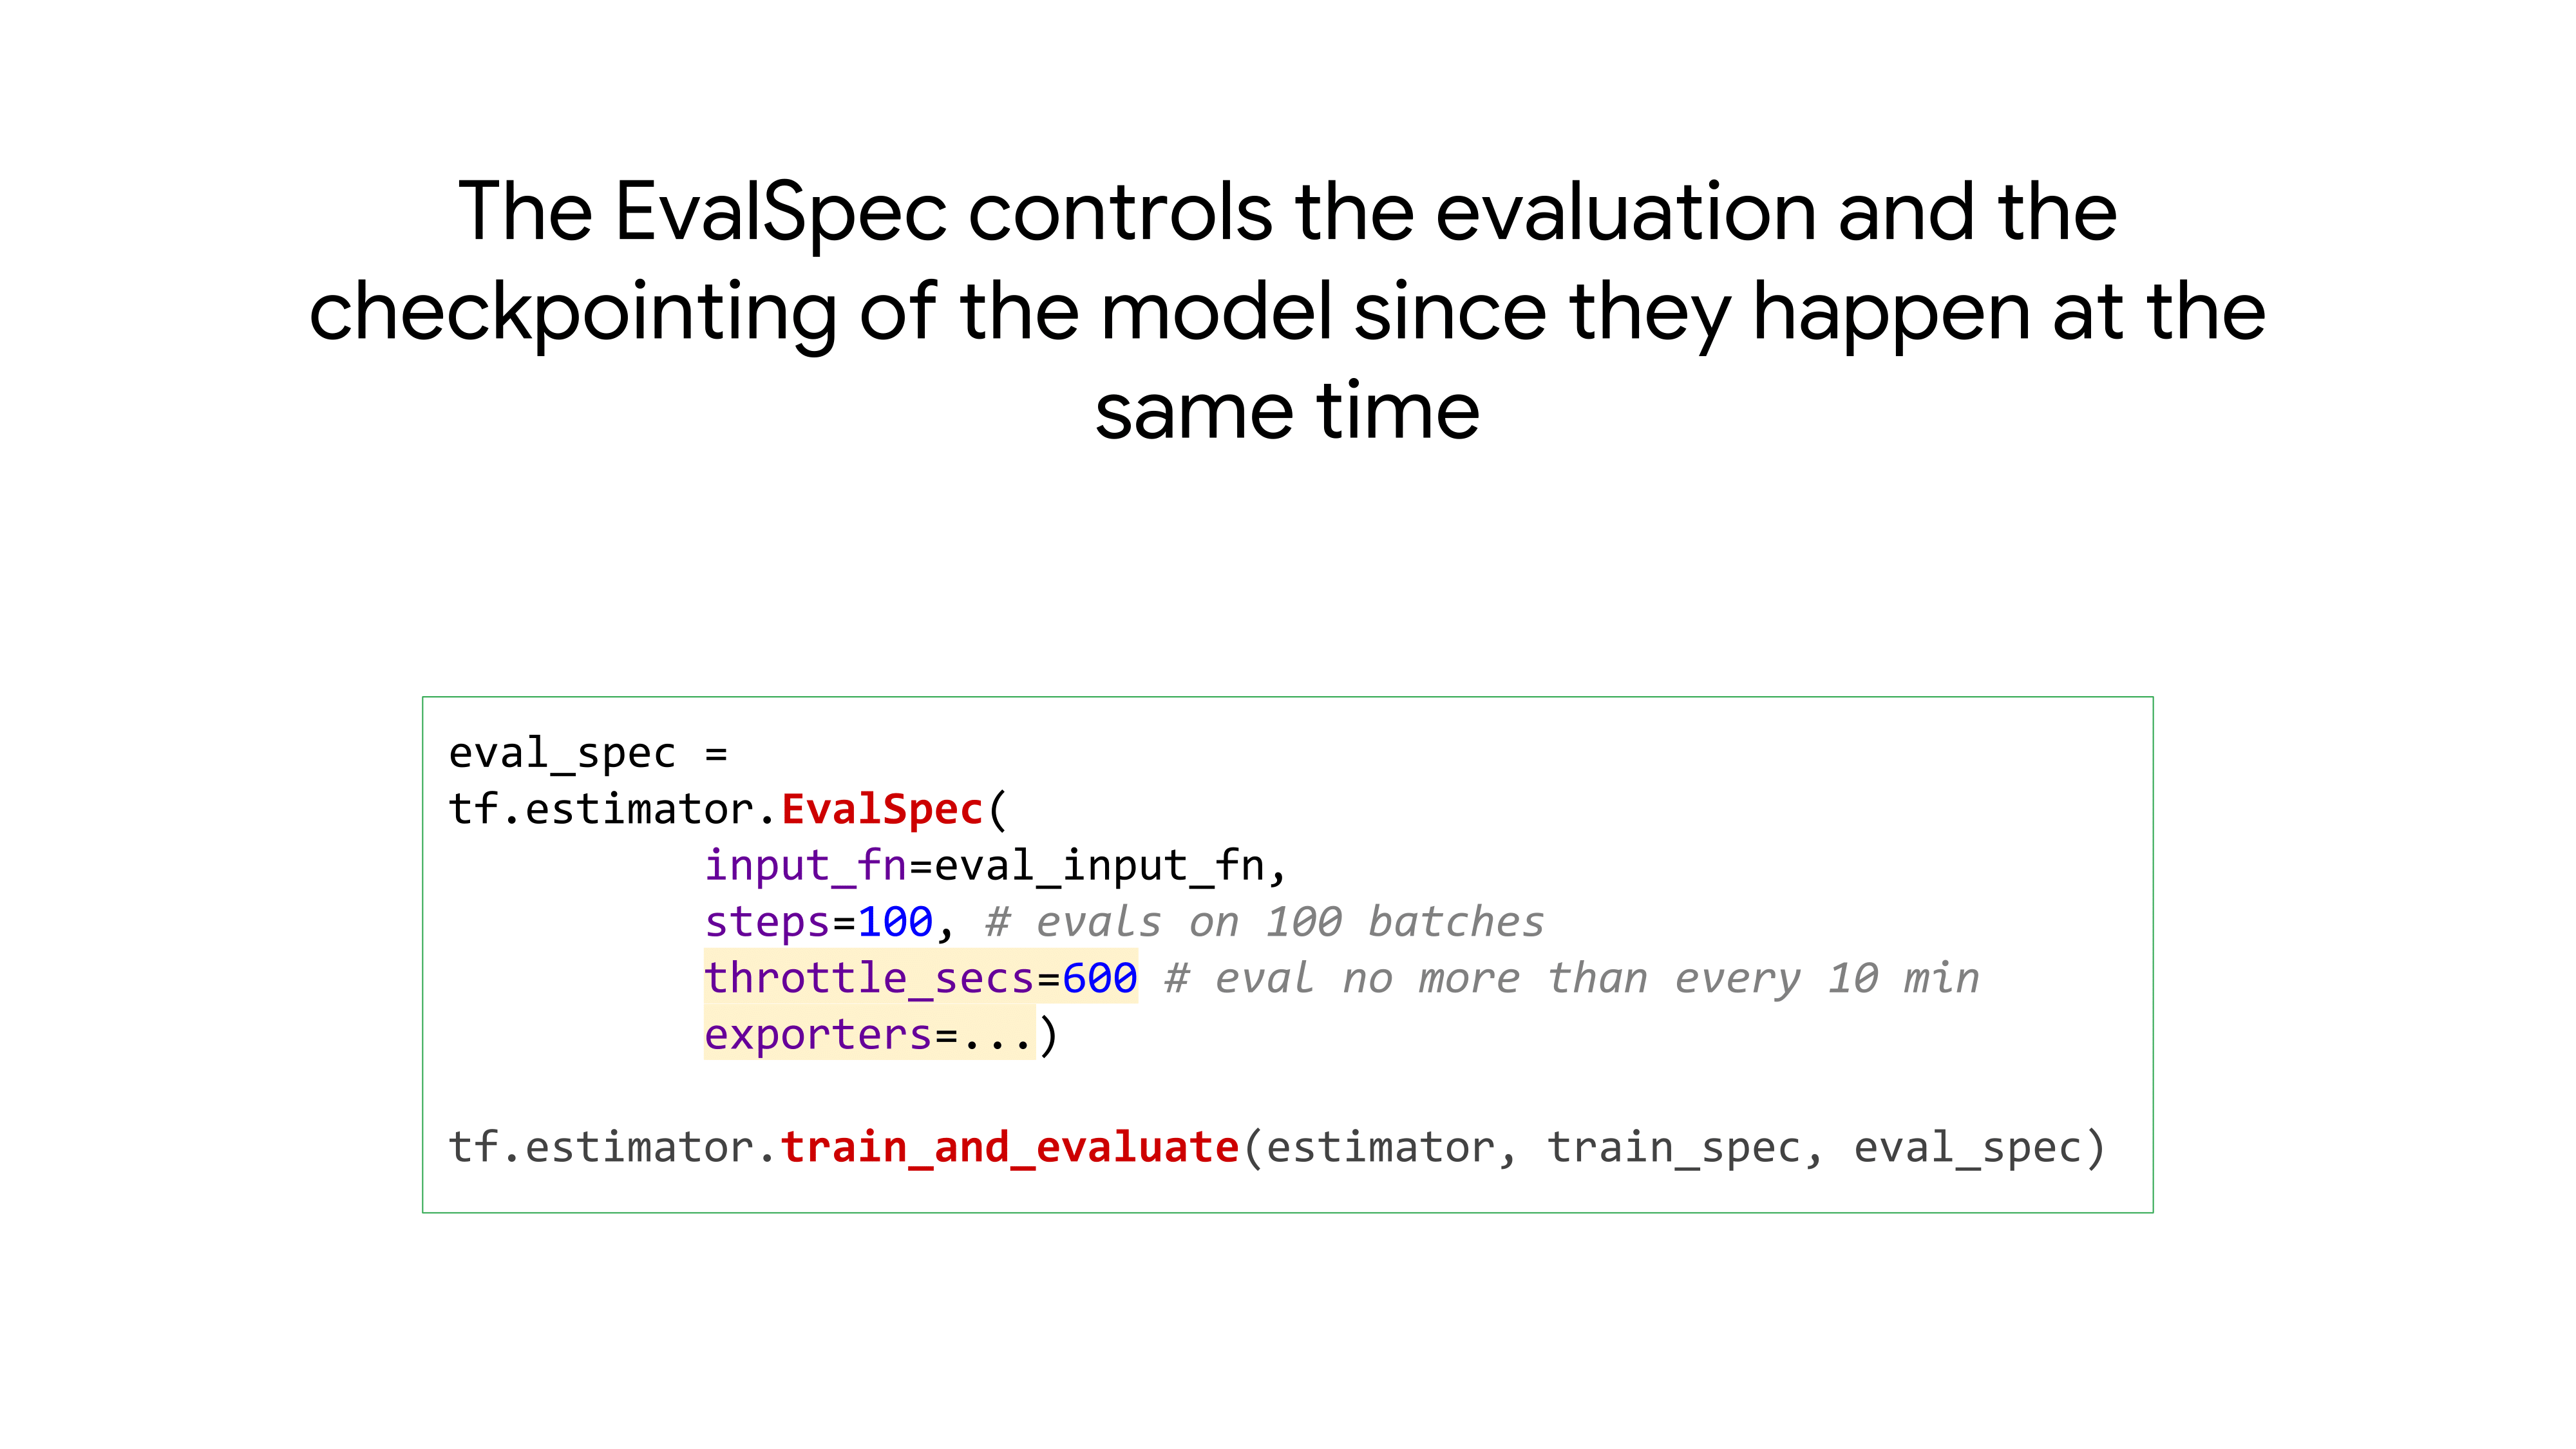 The EvalSpec controls the evaluation and the
checkpointing of the model since they happen at the
same time
eval_spec =
tf.estimator.EvalSpec(
input_fn=eval_input_fn,
steps=100, # evals on 100 batches
throttle_secs=600 # eval no more than every 10 min
exporters=...)
tf.estimator.train_and_evaluate(estimator, train_spec, eval_spec)